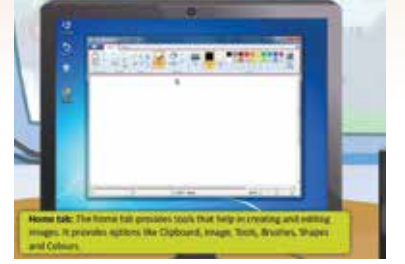 Home tab: The home tab provides tools that help in creating and editing
images. It provides options like Clipboard, Image, Tools, Brushes, Shapes
and Colours.